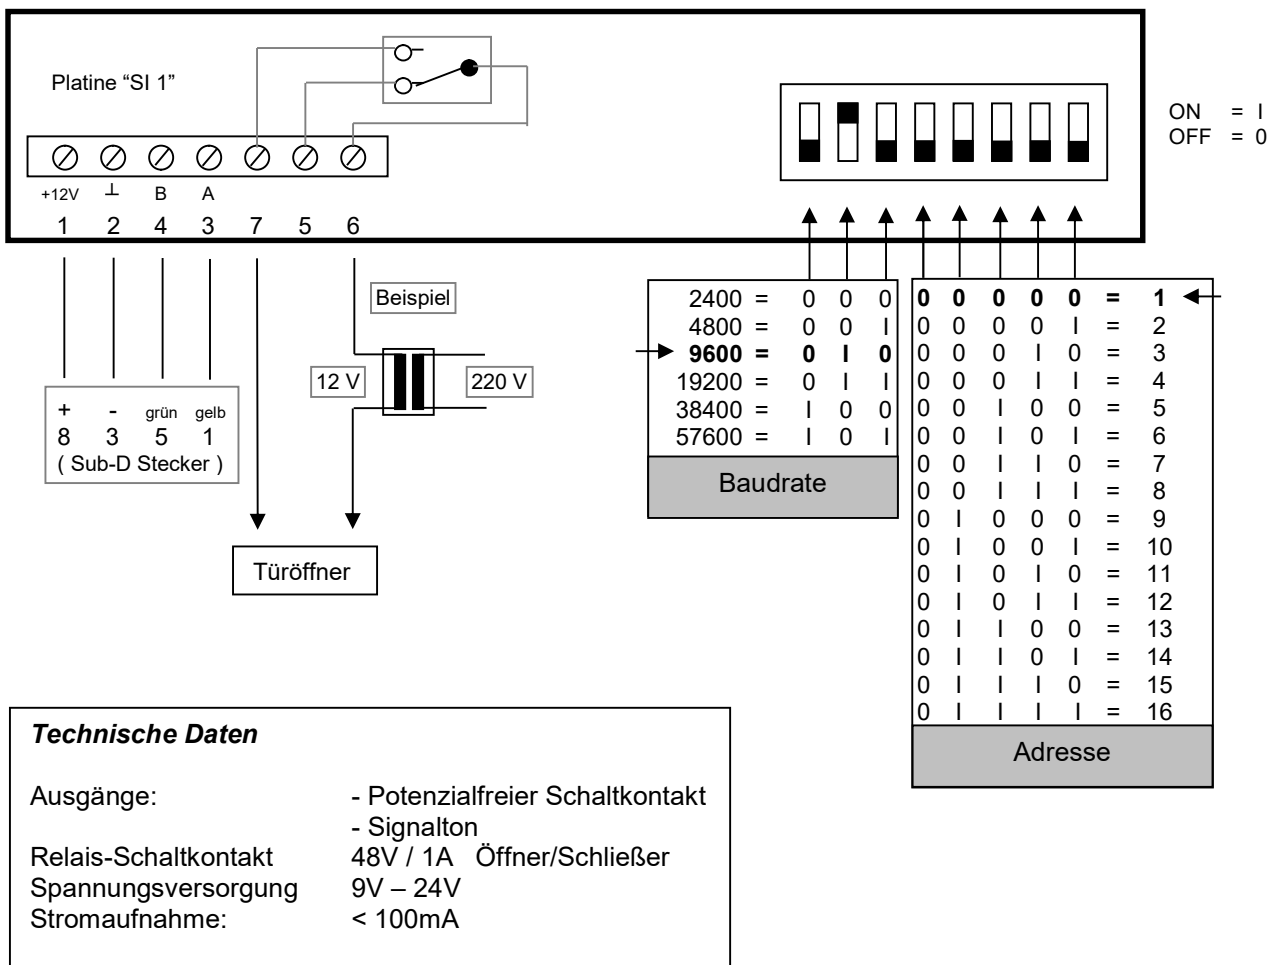 Platine “SI 1”
ON = I
OFF = 0
+12V ⊥ B A
1 2 4 3 7 5 6
Beispiel
12 V 220 V
+ - grün gelb
8 3 5 1
( Sub-D Stecker )
Türöffner
2400 = 0 0 0
4800 = 0 0 I
9600 = 0 I 0
19200 = 0 I I
38400 = I 0 0
57600 = I 0 I
Baudrate
0 0 0 0 0 = 1
0 0 0 0 I = 2
0 0 0 I 0 = 3
0 0 0 I I = 4
0 0 I 0 0 = 5
0 0 I 0 I = 6
0 0 I I 0 = 7
0 0 I I I = 8
0 I 0 0 0 = 9
0 I 0 0 I = 10
0 I 0 I 0 = 11
0 I 0 I I = 12
0 I I 0 0 = 13
0 I I 0 I = 14
0 I I I 0 = 15
0 I I I I = 16
Adresse
Technische Daten
Ausgänge: - Potenzialfreier Schaltkontakt
- Signalton
Relais-Schaltkontakt 48V / 1A Öffner/Schließer
Spannungsversorgung 9V – 24V
Stromaufnahme: < 100mA